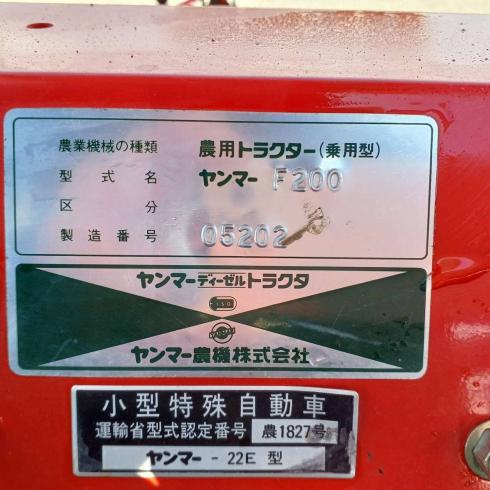 農業機械の種類 農用トラクター(乗用型)
型式名 ヤンマー F200
区分
製造番号 05202
ヤンマーディーゼルトラクタ
ヤンマー農機株式会社
小型特殊自動車
運輸省型式認定番号 農1827号
ヤンマー - 22E 型